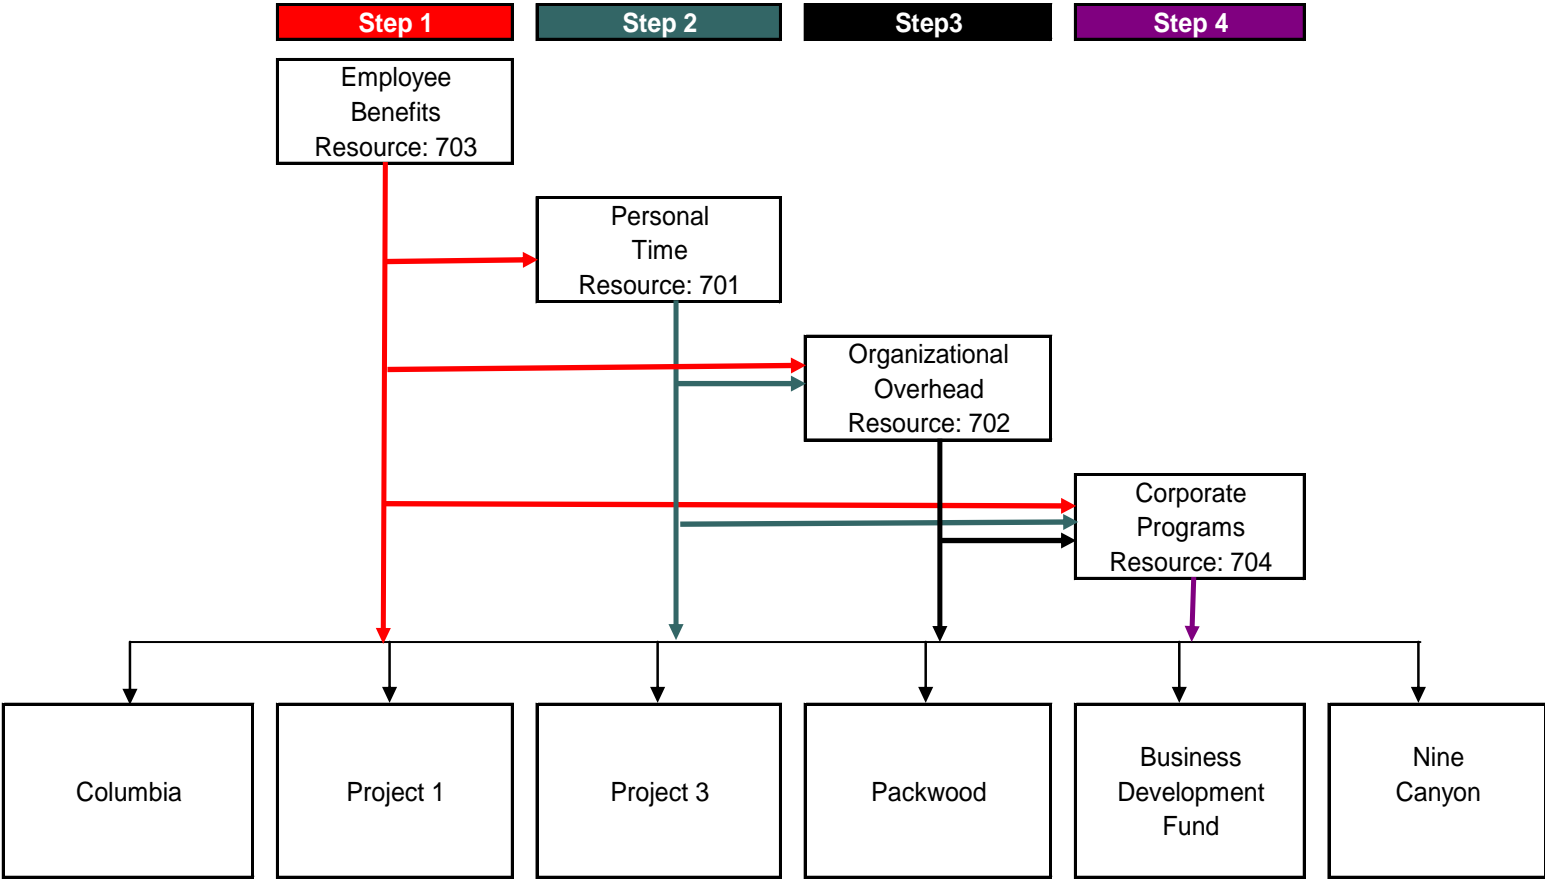 Step 1
Step 2
Step3
Step 4
Employee
Benefits
Resource: 703
Personal
Time
Resource: 701
Organizational
Overhead
Resource: 702
Corporate
Programs
Resource: 704
Columbia
Project 1
Project 3
Packwood
Business
Development
Fund
Nine
Canyon